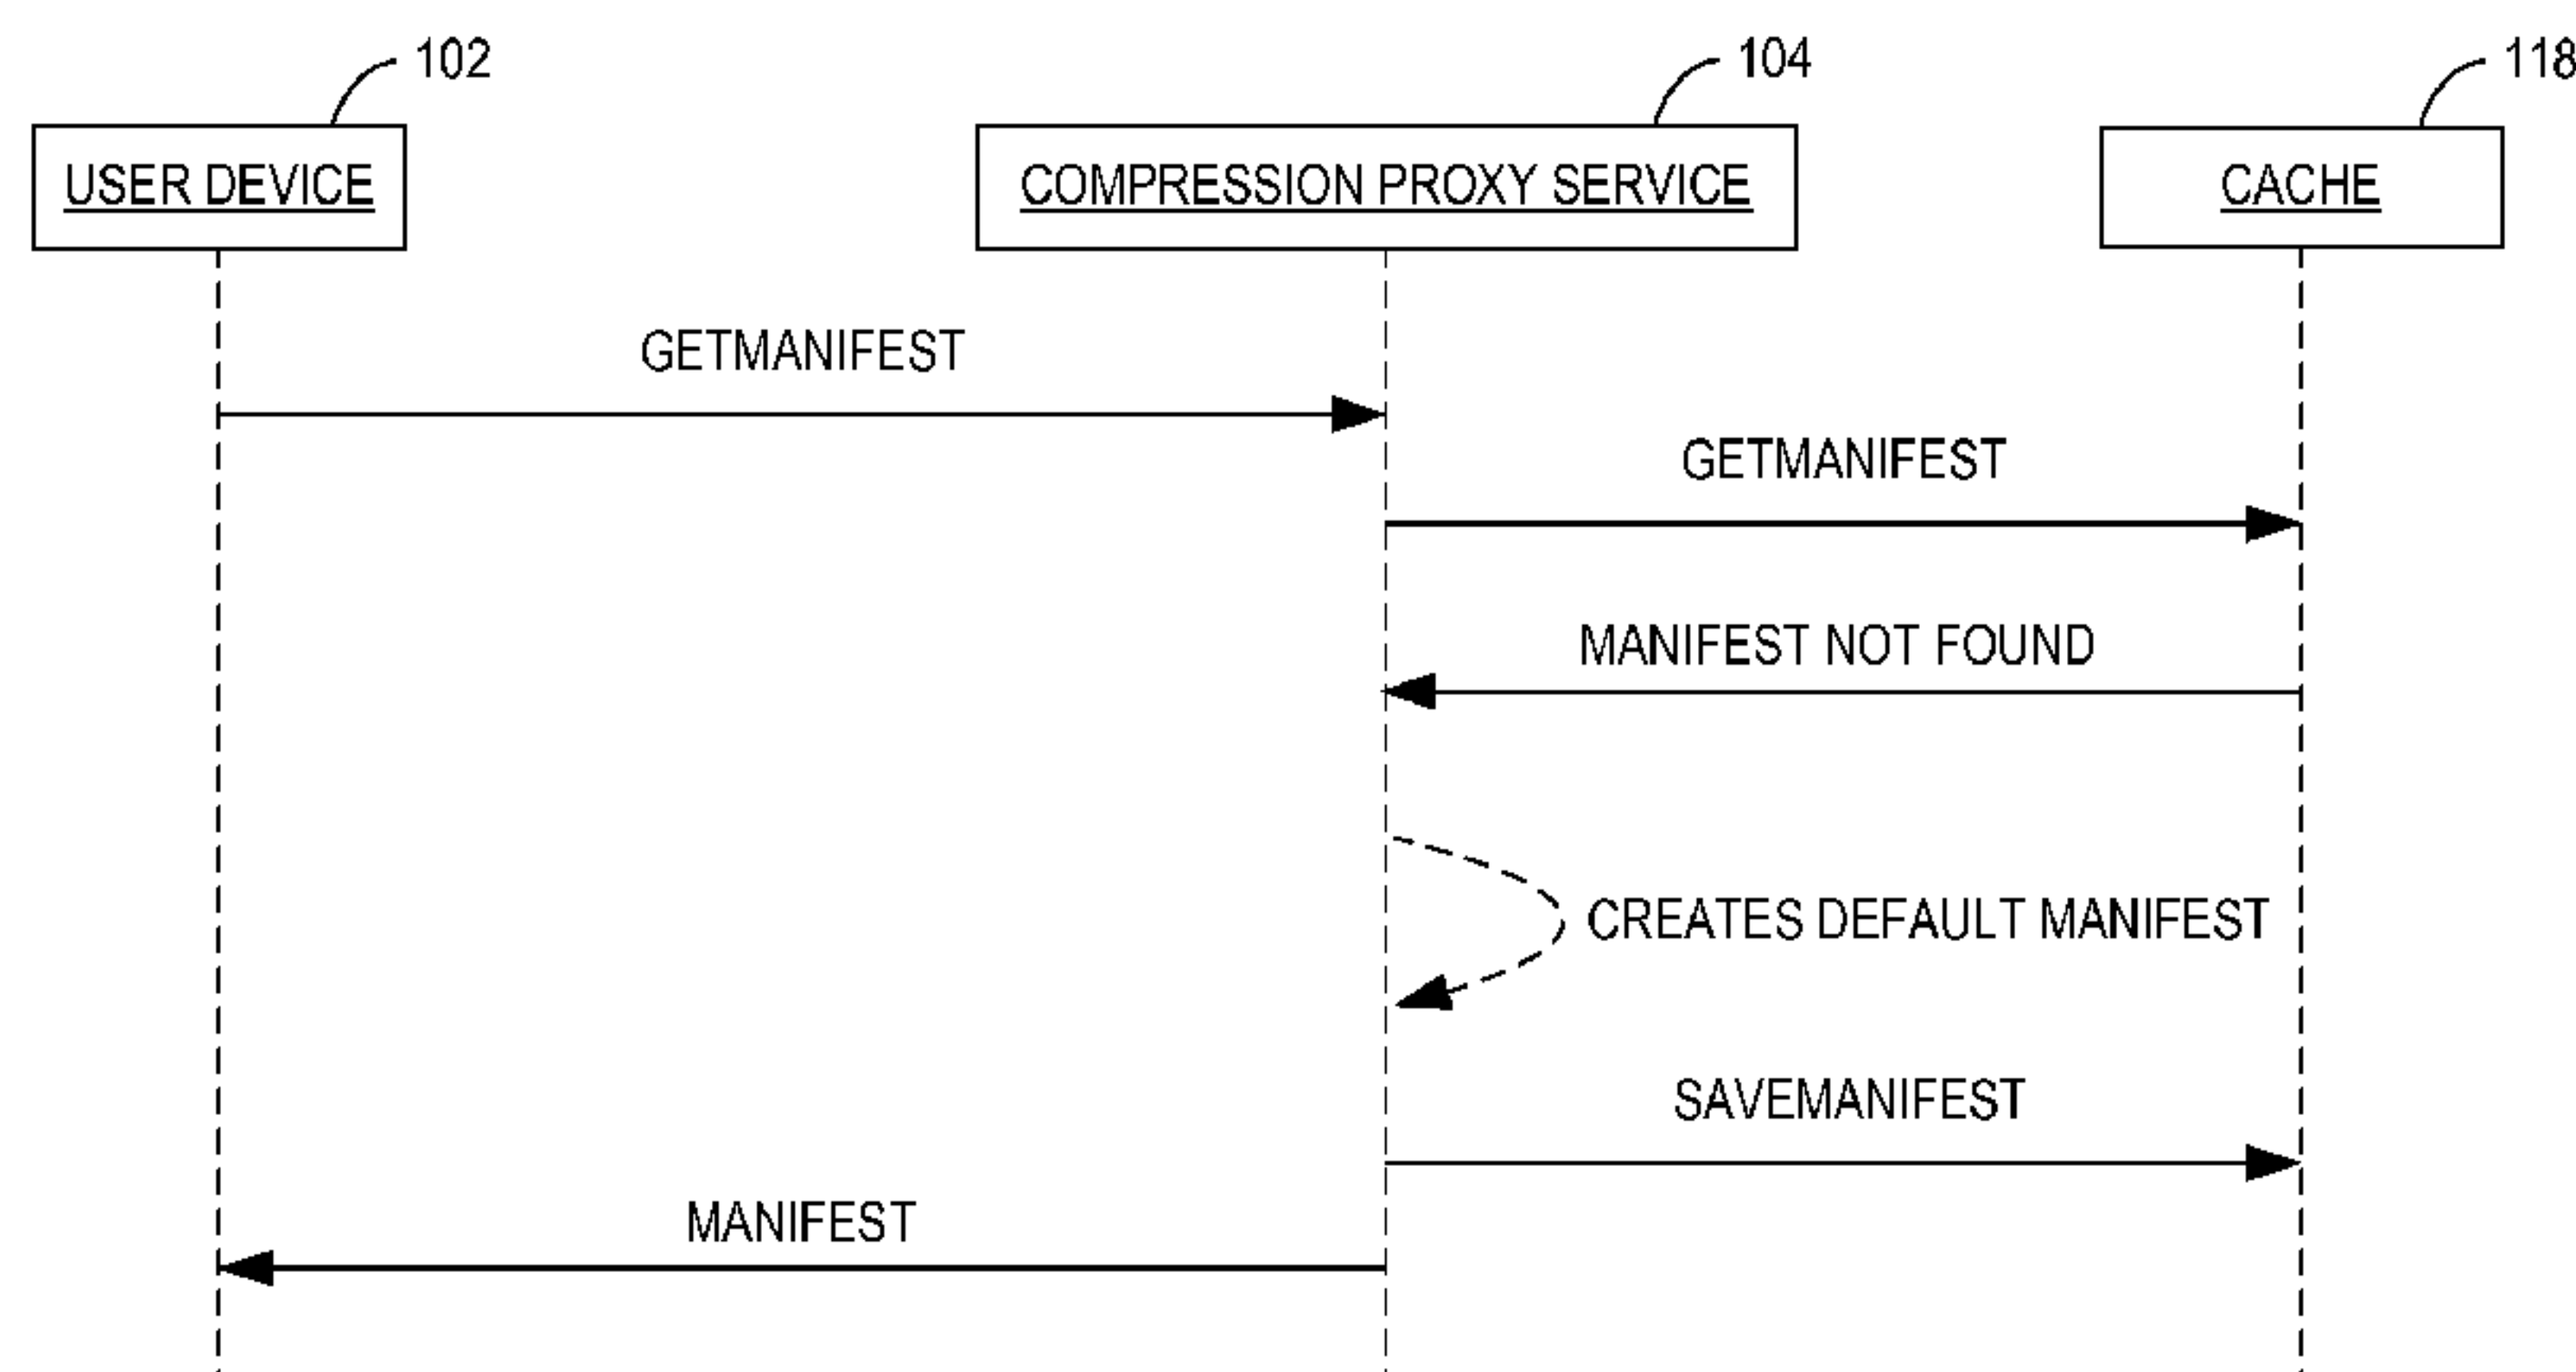 102
104
118
USER DEVICE
COMPRESSION PROXY SERVICE
CACHE
GETMANIFEST
GETMANIFEST
MANIFEST NOT FOUND
CREATES DEFAULT MANIFEST
SAVEMANIFEST
MANIFEST